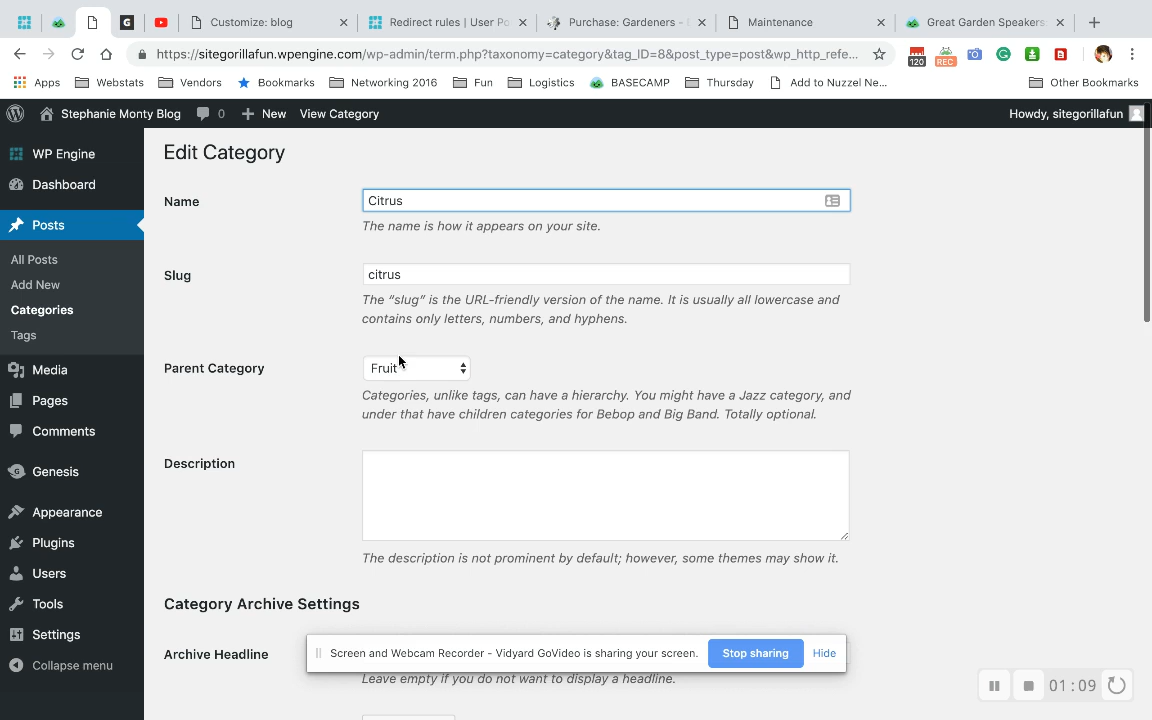 Customize: blog
Redirect rules | User Po
Purchase: Gardeners -
Maintenance
Great Garden Speakers:
https://sitegorillafun.wpengine.com/wp-admin/term.php?taxonomy=category&tag_ID=8&post_type=post&wp_http_refe...
120
REC
Apps
Webstats
Vendors
Bookmarks
Networking 2016
Fun
Logistics
BASECAMP
Thursday
Add to Nuzzel Ne...
Other Bookmarks
Stephanie Monty Blog
0
New
View Category
Howdy, sitegorillafun
WP Engine
Dashboard
Posts
All Posts
Add New
Categories
Tags
Media
Pages
Comments
Genesis
Appearance
Plugins
Users
Tools
Settings
Collapse menu
Edit Category
Name
Citrus
The name is how it appears on your site.
Slug
citrus
The “slug” is the URL-friendly version of the name. It is usually all lowercase and
contains only letters, numbers, and hyphens.
Parent Category
Fruit
Categories, unlike tags, can have a hierarchy. You might have a Jazz category, and
under that have children categories for Bebop and Big Band. Totally optional.
Description
The description is not prominent by default; however, some themes may show it.
Category Archive Settings
Archive Headline
Screen and Webcam Recorder - Vidyard GoVideo is sharing your screen.
Stop sharing
Hide
Leave empty if you do not want to display a headline.
01:09